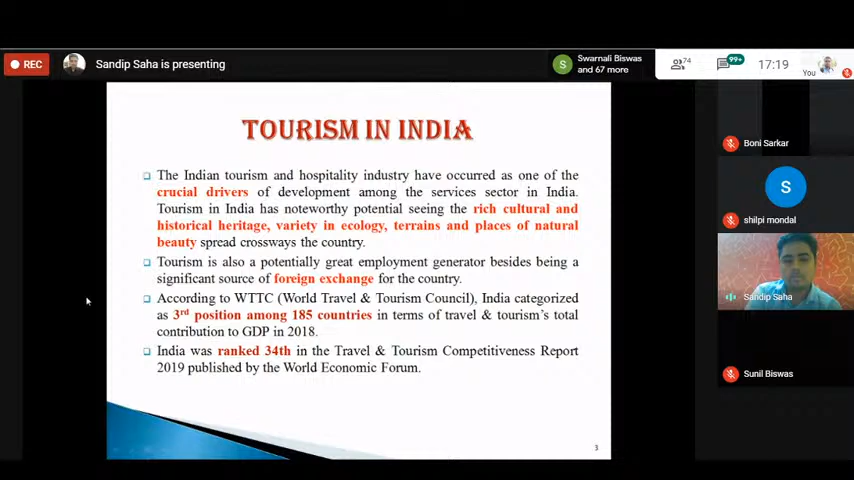 REC
Sandip Saha is presenting
S
Swarnali Biswas
and 67 more
74
99+
17:19
You
TOURISM IN INDIA
The Indian tourism and hospitality industry have occurred as one of the
crucial drivers of development among the services sector in India.
Tourism in India has noteworthy potential seeing the rich cultural and
historical heritage, variety in ecology, terrains and places of natural
beauty spread crossways the country.
Tourism is also a potentially great employment generator besides being a
significant source of foreign exchange for the country.
According to WTTC (World Travel & Tourism Council), India categorized
as 3rd position among 185 countries in terms of travel & tourism's total
contribution to GDP in 2018.
India was ranked 34th in the Travel & Tourism Competitiveness Report
2019 published by the World Economic Forum.
3
Boni Sarkar
S
shilpi mondal
Sandip Saha
Sunil Biswas